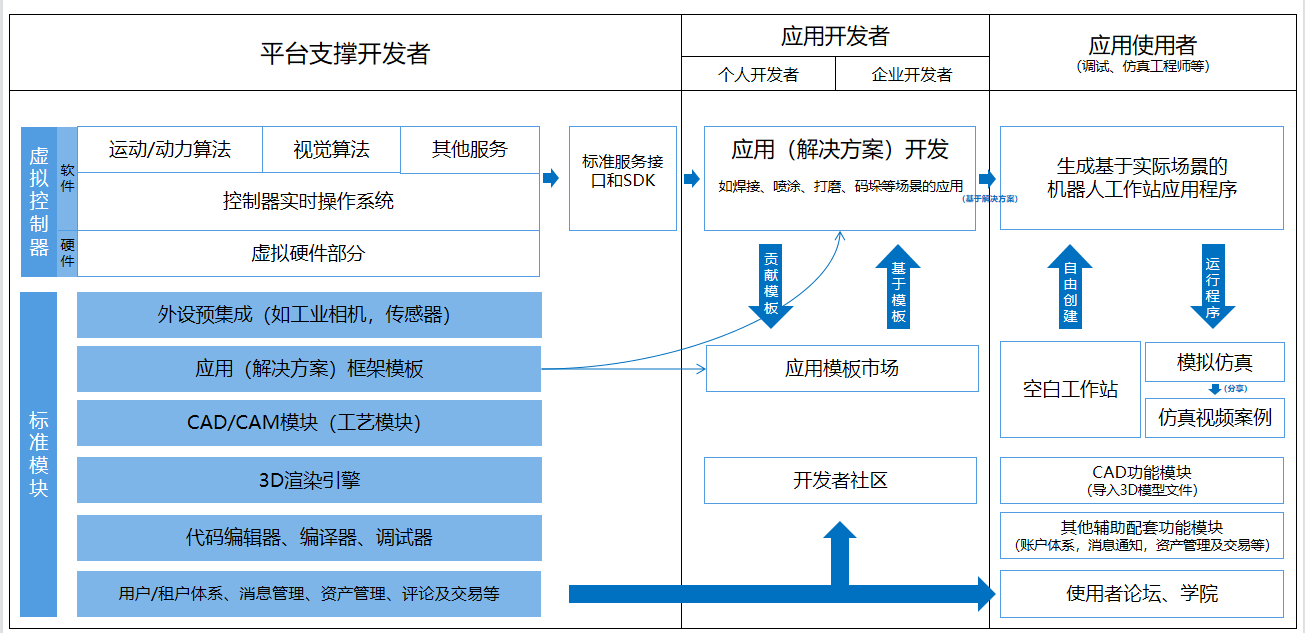 平台支撑开发者
应用开发者
个人开发者
企业开发者
应用使用者
（调试、仿真工程师等）
虚拟控制器
软件
硬件
运动/动力算法
视觉算法
其他服务
控制器实时操作系统
虚拟硬件部分
标准服务接
口和SDK
应用（解决方案）开发
如焊接、喷涂、打磨、码垛等场景的应用
（基于解决方案）
生成基于实际场景的
机器人工作站应用程序
贡献模板
基于模板
自由创建
运行程序
标准模块
外设预集成（如工业相机，传感器）
应用（解决方案）框架模板
CAD/CAM模块（工艺模块）
3D渲染引擎
代码编辑器、编译器、调试器
用户/租户体系、消息管理、资产管理、评论及交易等
应用模板市场
开发者社区
空白工作站
模拟仿真
（分享）
仿真视频案例
CAD功能模块
（导入3D模型文件）
其他辅助配套功能模块
（账户体系，消息通知，资产管理及交易等）
使用者论坛、学院